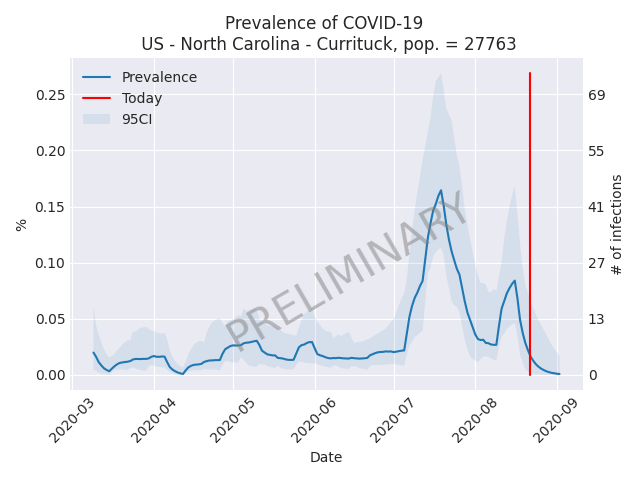 Prevalence of COVID-19
US - North Carolina - Currituck, pop. = 27763
Prevalence
Today
95CI
PRELIMINARY
%
0.25
0.20
0.15
0.10
0.05
0.00
69
55
41
27
13
0
# of infections
2020-03
2020-04
2020-05
2020-06
2020-07
2020-08
2020-09
Date